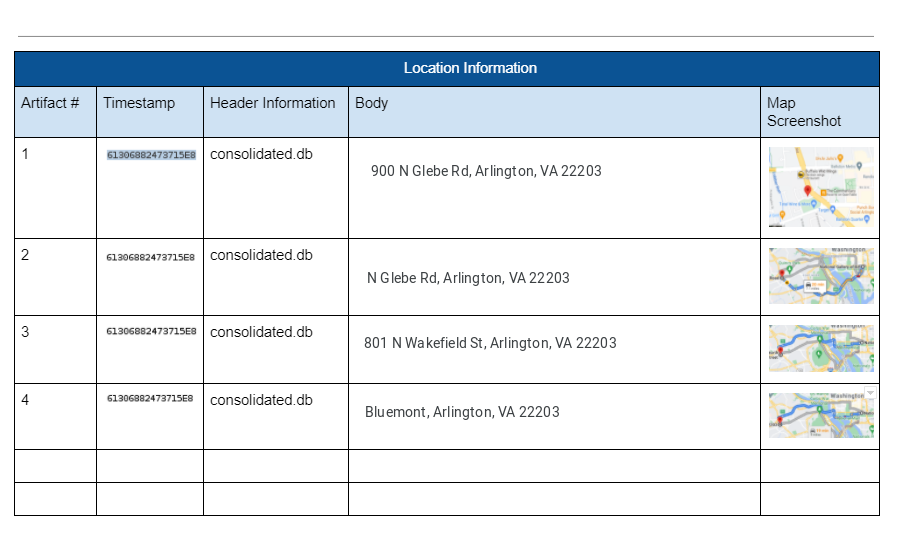 Location Information
Artifact # Timestamp Header Information Body Map
Screenshot
1 61306882473715E8 consolidated.db 900 N Glebe Rd, Arlington, VA 22203
2 61306882473715E8 consolidated.db N Glebe Rd, Arlington, VA 22203
Washington
3 61306882473715E8 consolidated.db 801 N Wakefield St, Arlington, VA 22203
4 61306882473715E8 consolidated.db Bluemont, Arlington, VA 22203
Washington